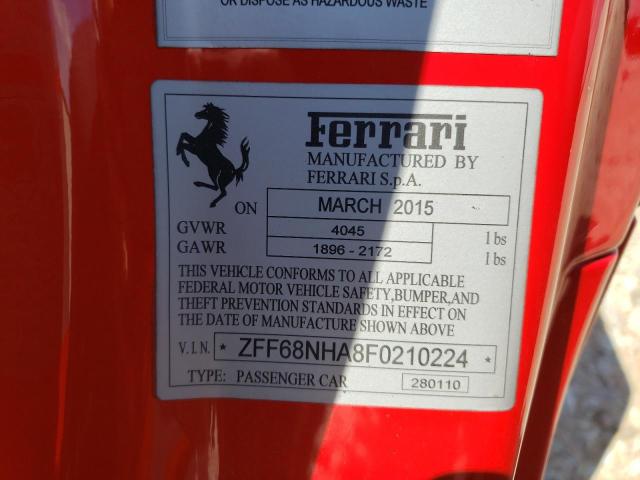 OR DISPOSE AS HAZARDOUS WASTE
Ferrari
MANUFACTURED BY
FERRARI S.p.A.
ON MARCH 2015
GVWR 4045 lbs
GAWR 1896 - 2172 lbs
THIS VEHICLE CONFORMS TO ALL APPLICABLE
FEDERAL MOTOR VEHICLE SAFETY,BUMPER,AND
THEFT PREVENTION STANDARDS IN EFFECT ON
THE DATE OF MANUFACTURE SHOWN ABOVE
V.I.N. * ZFF68NHA8F0210224 *
TYPE: PASSENGER CAR 280110